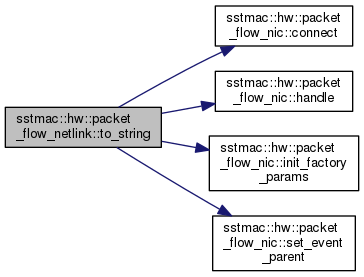 sstmac::hw::packet
_flow_netlink::to_string
sstmac::hw::packet
_flow_nic::connect
sstmac::hw::packet
_flow_nic::handle
sstmac::hw::packet
_flow_nic::init_factory
_params
sstmac::hw::packet
_flow_nic::set_event
_parent